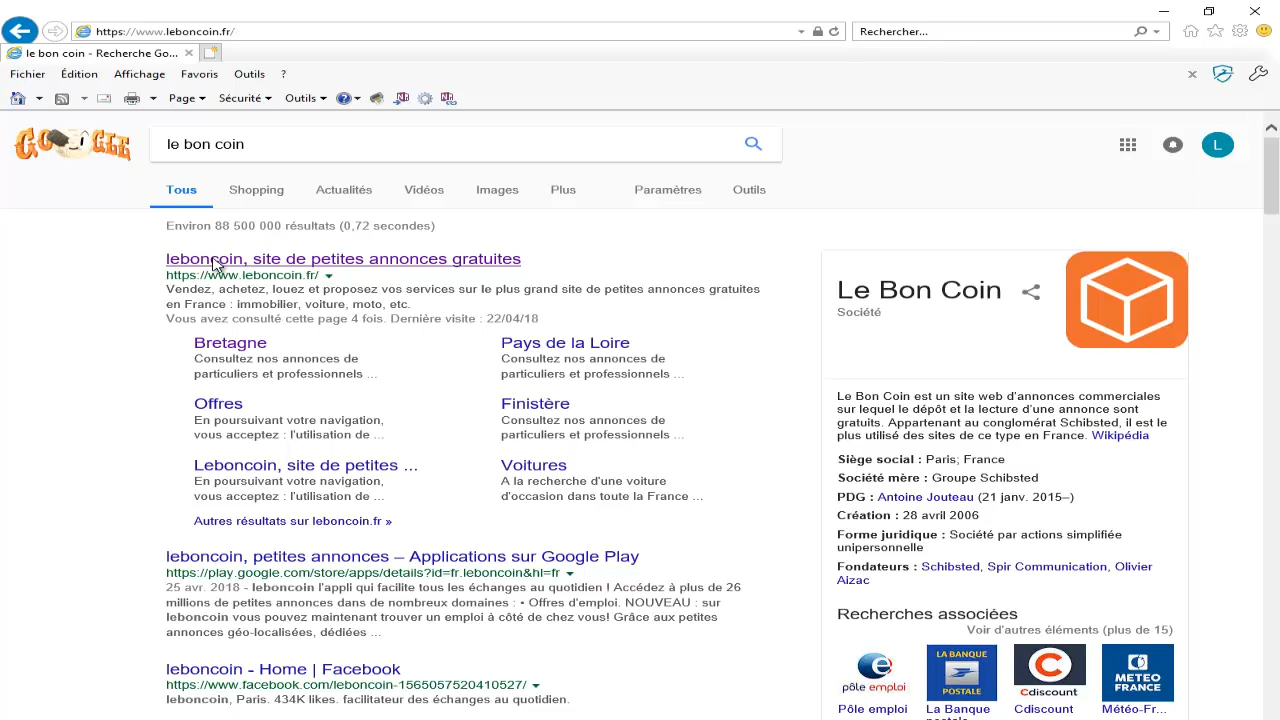 https://www.leboncoin.fr/
Rechercher...
le bon coin - Recherche Go...
Fichier Édition Affichage Favoris Outils ?
Page Sécurité Outils
GOOGLE
le bon coin
L
Tous Shopping Actualités Vidéos Images Plus Paramètres Outils
Environ 88 500 000 résultats (0,72 secondes)
leboncoin, site de petites annonces gratuites
https://www.leboncoin.fr/
Vendez, achetez, louez et proposez vos services sur le plus grand site de petites annonces gratuites
en France : immobilier, voiture, moto, etc.
Vous avez consulté cette page 4 fois. Dernière visite : 22/04/18
Bretagne
Consultez nos annonces de
particuliers et professionnels ...
Pays de la Loire
Consultez nos annonces de
particuliers et professionnels ...
Offres
En poursuivant votre navigation,
vous acceptez : l'utilisation de ...
Finistère
Consultez nos annonces de
particuliers et professionnels ...
Leboncoin, site de petites ...
En poursuivant votre navigation,
vous acceptez : l'utilisation de ...
Voitures
A la recherche d'une voiture
d'occasion dans toute la France ...
Autres résultats sur leboncoin.fr »
leboncoin, petites annonces – Applications sur Google Play
https://play.google.com/store/apps/details?id=fr.leboncoin&hl=fr
25 avr. 2018 - leboncoin l'appli qui facilite tous les échanges au quotidien ! Accédez à plus de 26
millions de petites annonces dans de nombreux domaines : • Offres d'emploi. NOUVEAU : sur
leboncoin vous pouvez maintenant trouver un emploi à côté de chez vous! Grâce aux petites
annonces géo-localisées, dédiées ...
leboncoin - Home | Facebook
https://www.facebook.com/leboncoin-1565057520410527/
leboncoin, Paris. 434K likes. facilitateur des échanges au quotidien.
Le Bon Coin
Société
Le Bon Coin est un site web d'annonces commerciales
sur lequel le dépôt et la lecture d'une annonce sont
gratuits. Appartenant au conglomérat Schibsted, il est le
plus utilisé des sites de ce type en France. Wikipédia
Siège social : Paris; France
Société mère : Groupe Schibsted
PDG : Antoine Jouteau (21 janv. 2015–)
Création : 28 avril 2006
Forme juridique : Société par actions simplifiée
unipersonnelle
Fondateurs : Schibsted, Spir Communication, Olivier
Aizac
Recherches associées
Voir d'autres éléments (plus de 15)
pôle emploi
LA BANQUE
POSTALE
Cdiscount
METEO
FRANCE
Pôle emploi La Banque Cdiscount Météo-Fr...
postale